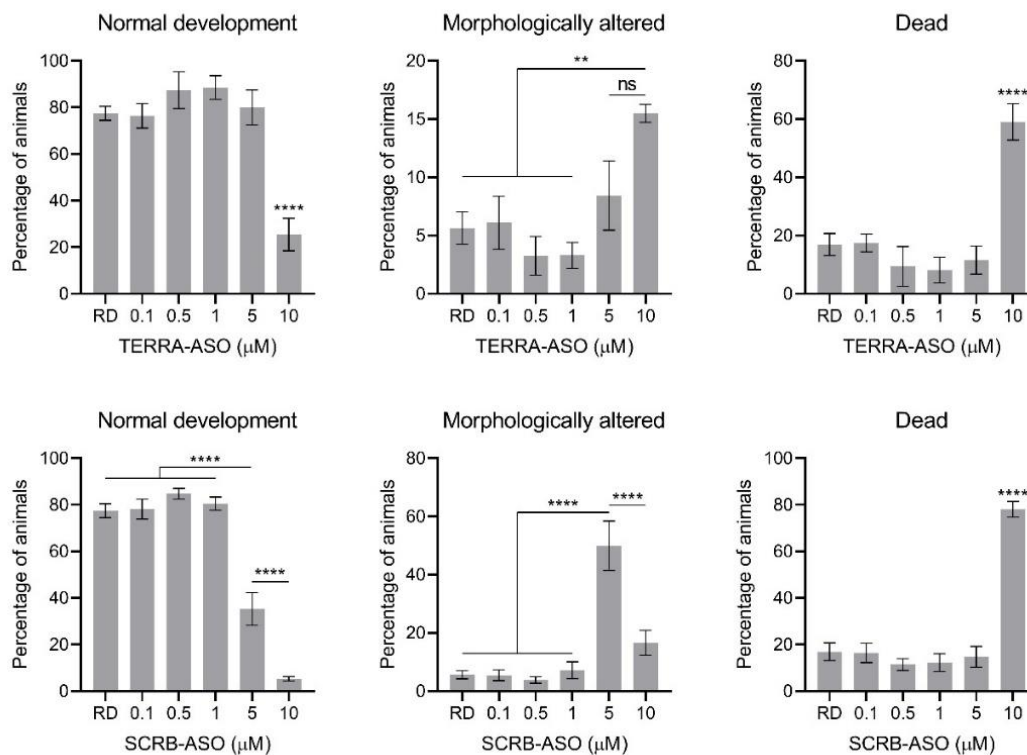 Normal development
Percentage of animals
100
80
60
40
20
0
****
RD 0.1 0.5 1 5 10
TERRA-ASO (μM)
Morphologically altered
Percentage of animals
20
15
10
5
0
**
ns
RD 0.1 0.5 1 5 10
TERRA-ASO (μM)
Dead
Percentage of animals
80
60
40
20
0
****
RD 0.1 0.5 1 5 10
TERRA-ASO (μM)
Normal development
Percentage of animals
100
80
60
40
20
0
****
****
RD 0.1 0.5 1 5 10
SCRB-ASO (μM)
Morphologically altered
Percentage of animals
80
60
40
20
0
****
****
RD 0.1 0.5 1 5 10
SCRB-ASO (μM)
Dead
Percentage of animals
100
80
60
40
20
0
****
RD 0.1 0.5 1 5 10
SCRB-ASO (μM)